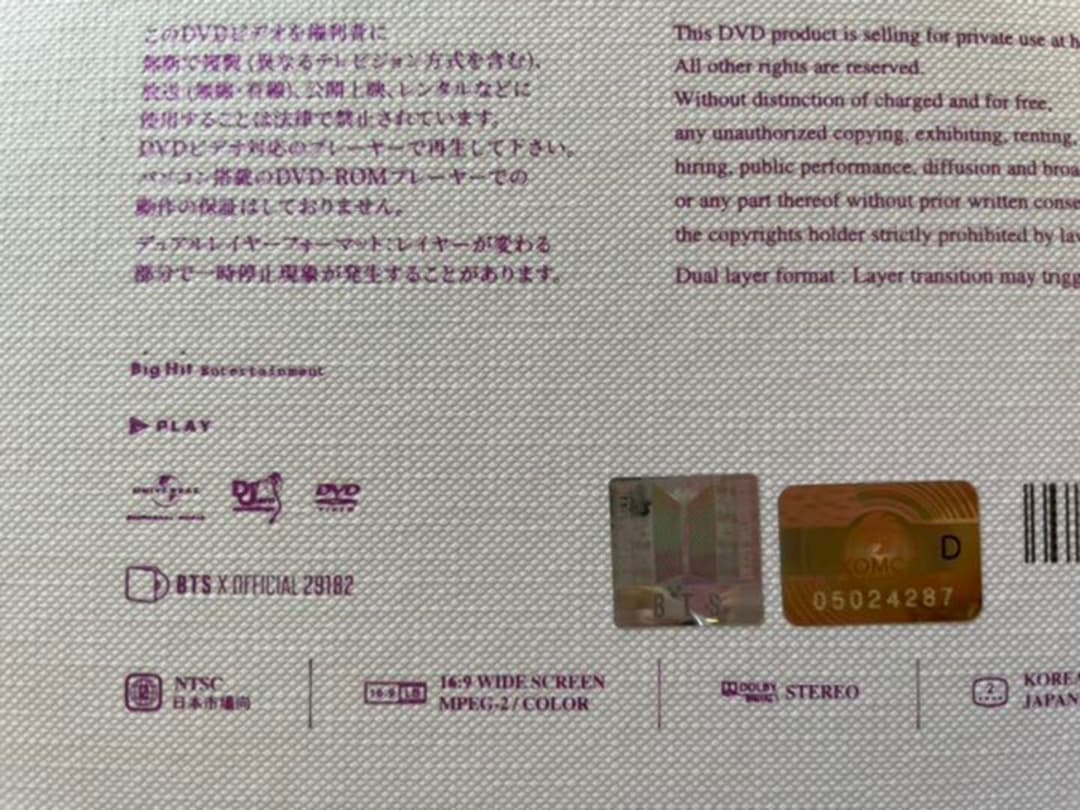 このDVDビデオを権利者に
無断で複製(異なるテレビジョン方式を含む)、
放送(無線・有線)、公開上映、レンタルなどに
使用することは法律で禁止されています。
DVDビデオ対応のプレーヤーで再生して下さい。
パソコン搭載のDVD-ROMプレーヤーでの
動作の保証はしておりません。
デュアルレイヤーフォーマット:レイヤーが変わる
部分で一時停止現象が発生することがあります。
This DVD product is selling for private use at h
All other rights are reserved.
Without distinction of charged and for free,
any unauthorized copying, exhibiting, renting,
hiring, public performance, diffusion and broa
or any part thereof without prior written conse
the copyrights holder strictly prohibited by la
Dual layer format : Layer transition may trigg
Big Hit Entertainment
PLAY
UNIVERSAL
DVD
VIDEO
BTS X OFFICIAL 29182
BTS
KOMC
D
05024287
NTSC
日本市場向
16:9 LB
16:9 WIDE SCREEN
MPEG-2 / COLOR
DOLBY
STEREO
2
KOREA
JAPAN